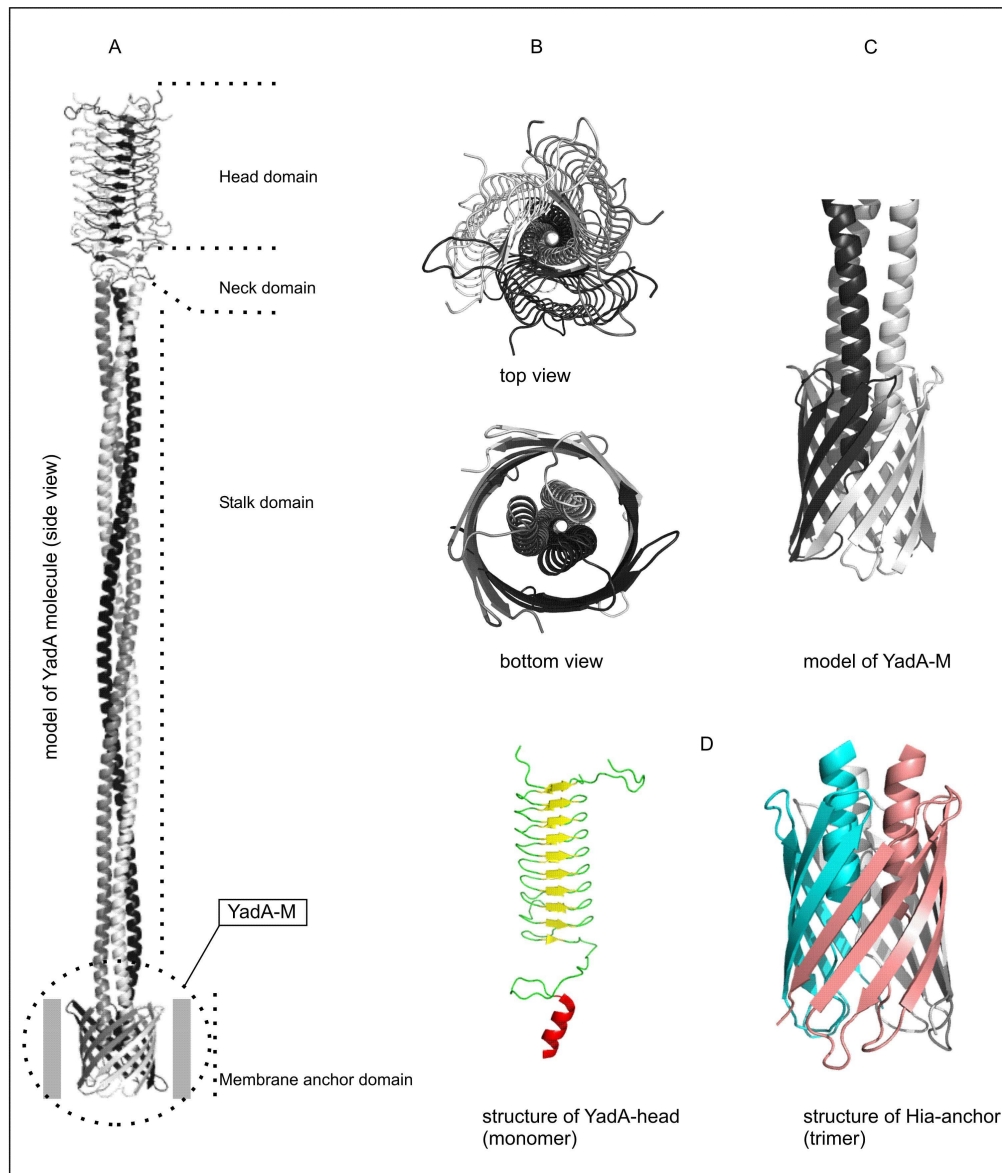 A
B
C
Head domain
Neck domain
top view
Stalk domain
model of YadA molecule (side view)
bottom view
model of YadA-M
D
YadA-M
Membrane anchor domain
structure of YadA-head
(monomer)
structure of Hia-anchor
(trimer)